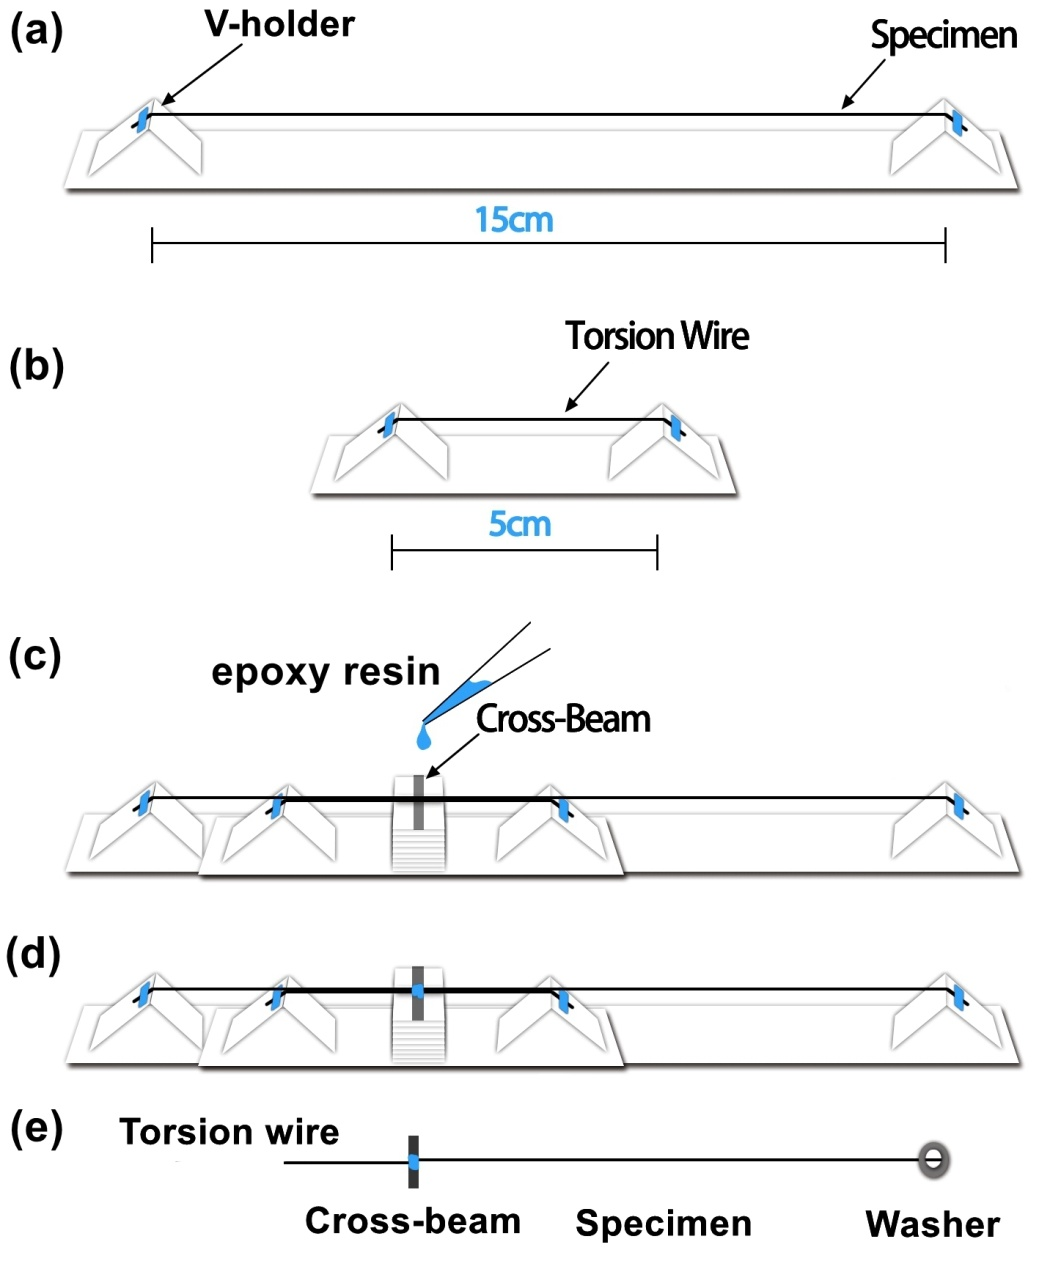 (a)
V-holder
Specimen
15cm
(b)
Torsion Wire
5cm
(c)
epoxy resin
Cross-Beam
(d)
(e)
Torsion wire
Cross-beam
Specimen
Washer